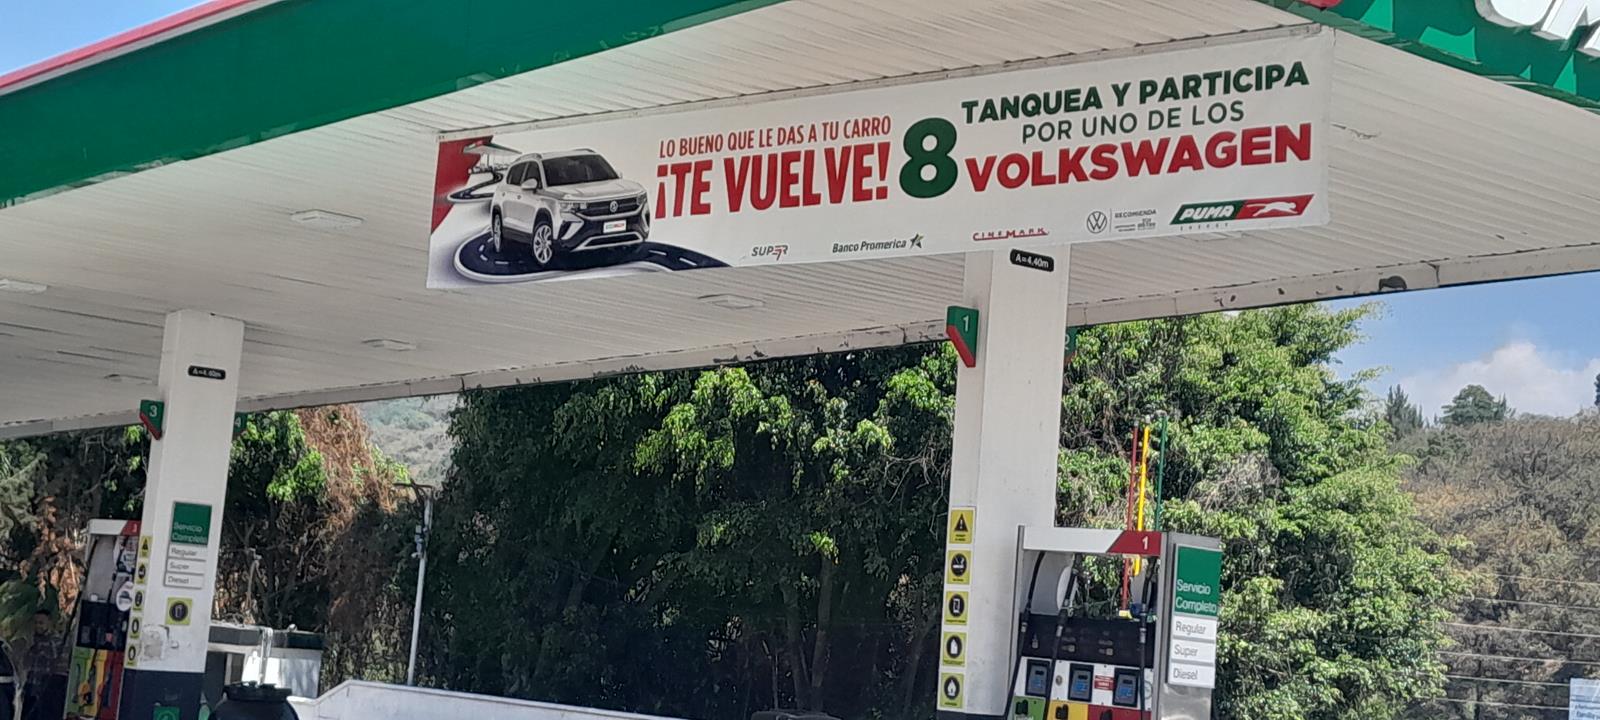 LO BUENO QUE LE DAS A TU CARRO
¡TE VUELVE!
8
TANQUEA Y PARTICIPA
POR UNO DE LOS
VOLKSWAGEN
SUPER 7
Banco Promerica
CINEMARK
RECOMIENDA
PUMA
ENERGY
A=4.40m
A=4.40m
1
3
Servicio
Completo
Regular
Super
Diesel
1
Servicio
Completo
Regular
Super
Diesel